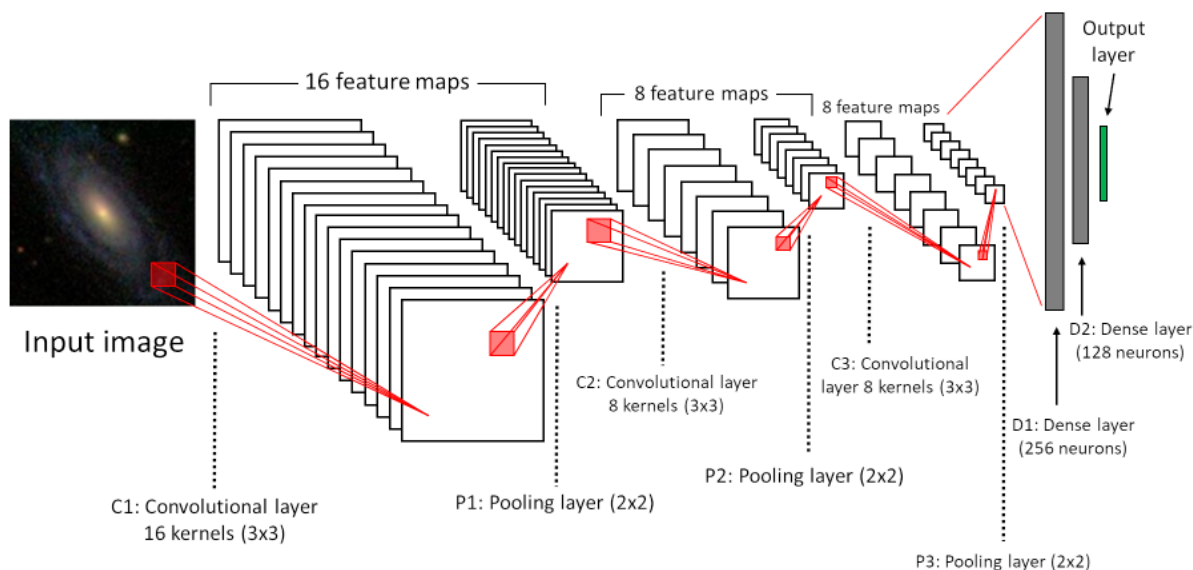 Output
layer
16 feature maps
8 feature maps
8 feature maps
Input image
D2: Dense layer
(128 neurons)
C3: Convolutional
layer 8 kernels (3x3)
C2: Convolutional layer
8 kernels (3x3)
D1: Dense layer
(256 neurons)
P2: Pooling layer (2x2)
P1: Pooling layer (2x2)
C1: Convolutional layer
16 kernels (3x3)
P3: Pooling layer (2x2)